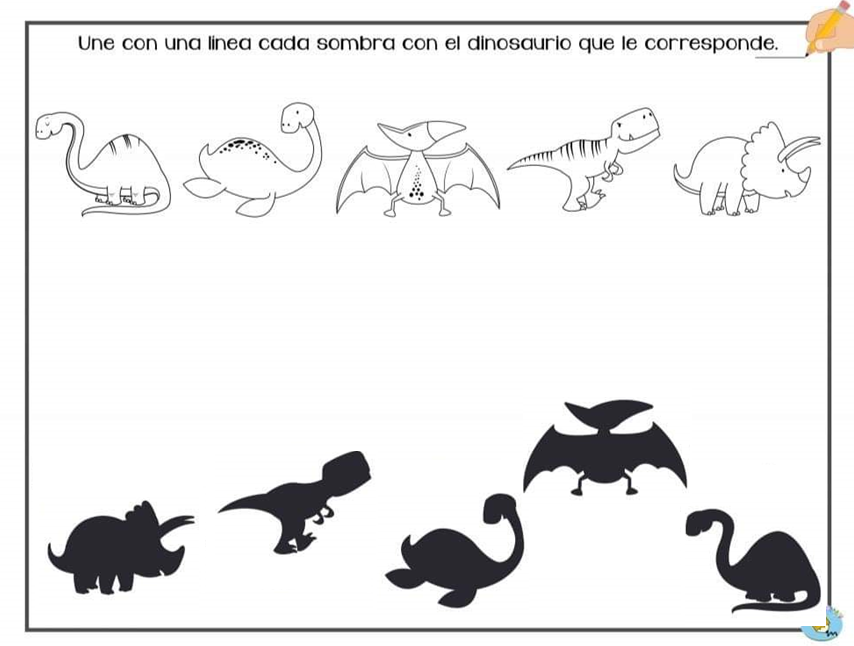 Une con una linea cada sombra con el dinosaurio que le corresponde.